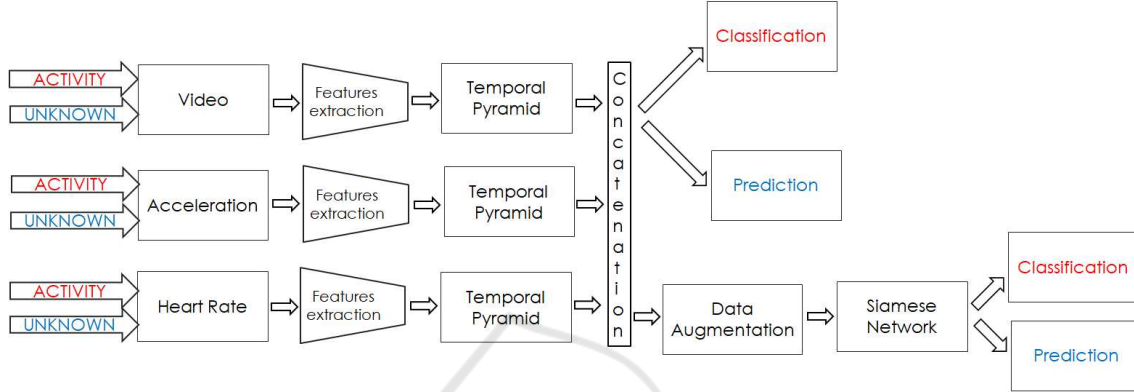 Classification
ACTIVITY
UNKNOWN
Video
Features
extraction
Temporal
Pyramid
Concatenation
Prediction
ACTIVITY
UNKNOWN
Acceleration
Features
extraction
Temporal
Pyramid
ACTIVITY
UNKNOWN
Heart Rate
Features
extraction
Temporal
Pyramid
Data
Augmentation
Siamese
Network
Classification
Prediction